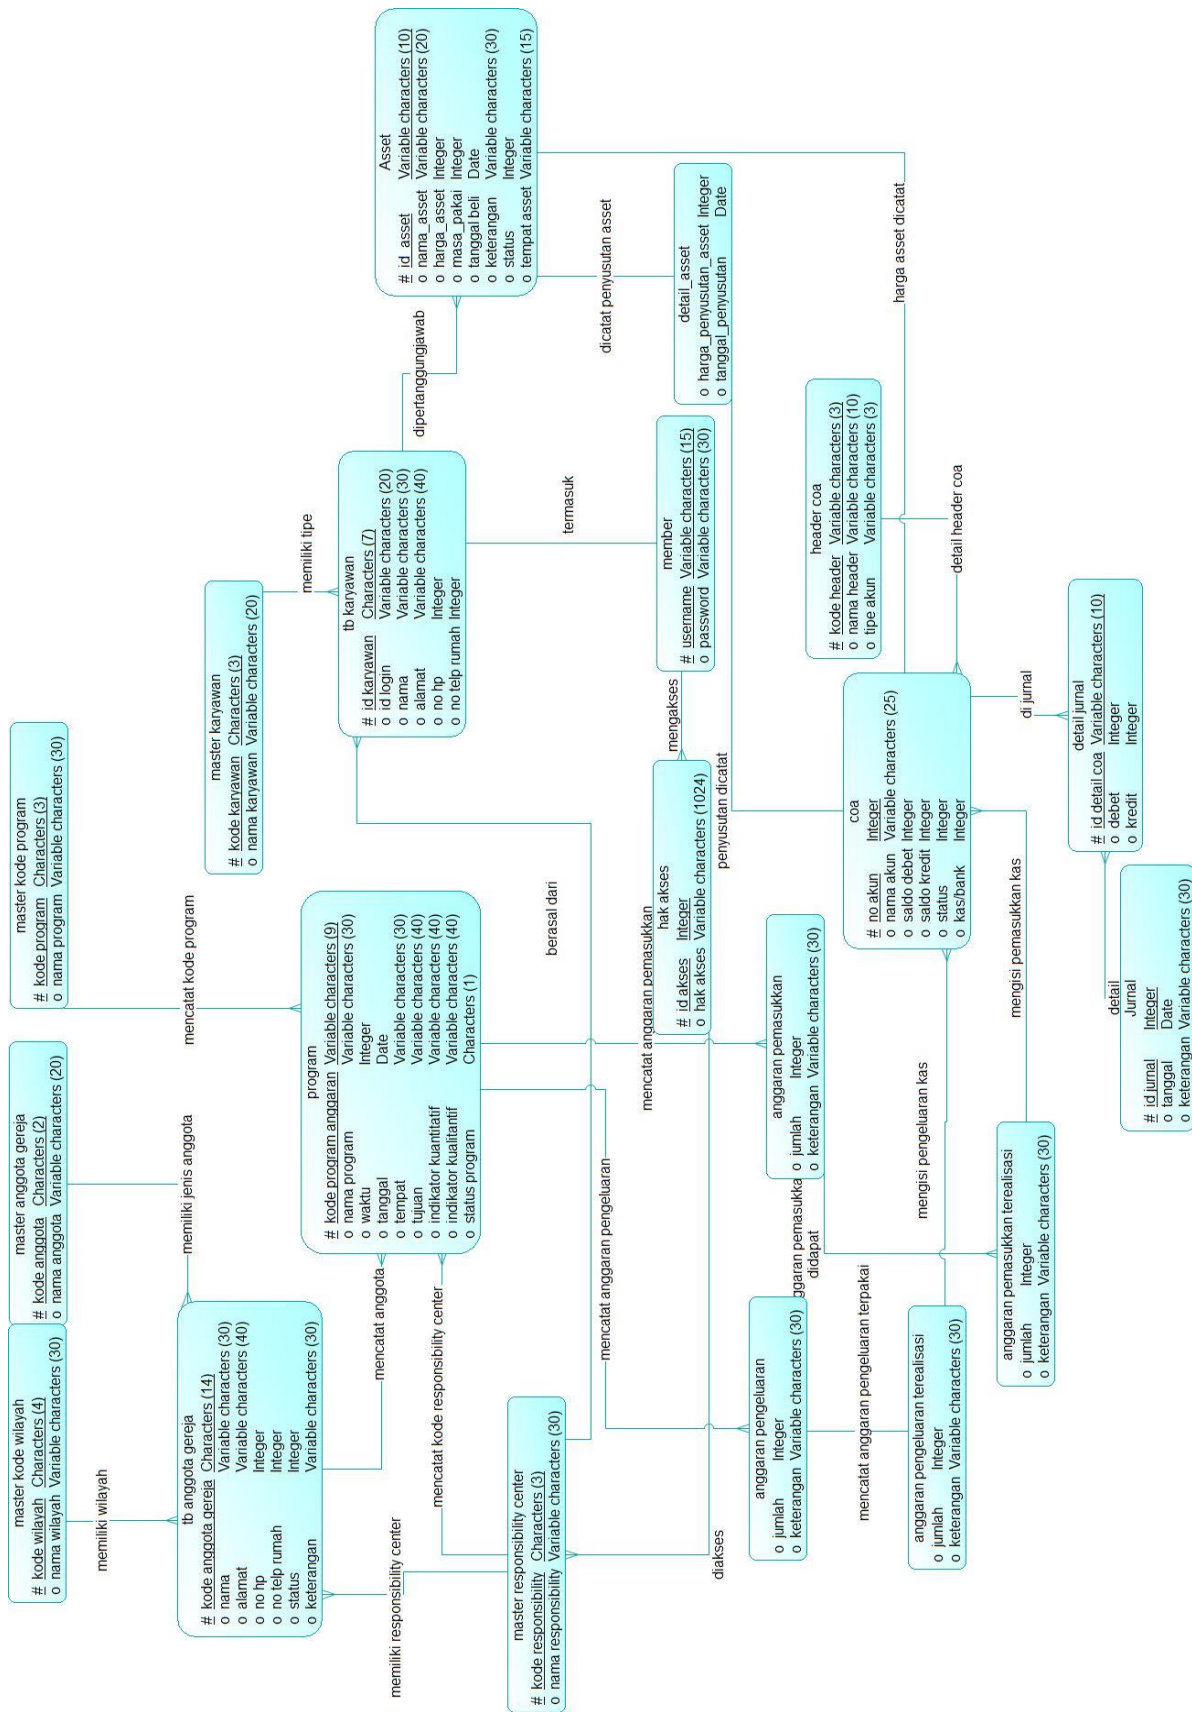 master kode wilayah
# kode wilayah Characters (4)
o nama wilayah Variable characters (30)
memiliki wilayah
master anggota gereja
# kode anggota Characters (2)
o nama anggota Variable characters (20)
memiliki jenis anggota
master kode program
# kode program Characters (3)
o nama program Variable characters (30)
mencatat kode program
tb anggota gereja
# kode anggota gereja Characters (14)
o nama Variable characters (30)
o alamat Variable characters (40)
o no hp Integer
o no telp rumah Integer
o status Integer
o keterangan Variable characters (30)
mencatat anggota
master karyawan
# kode karyawan Characters (3)
o nama karyawan Variable characters (20)
memiliki tipe
program
# kode program anggaran Variable characters (9)
o nama program Variable characters (30)
o waktu Integer
o tanggal Date
o tempat Variable characters (30)
o tujuan Variable characters (40)
o indikator kuantitatif Variable characters (40)
o indikator kualitantif Variable characters (40)
o status program Characters (1)
tb karyawan
# id karyawan Characters (7)
o id login Variable characters (20)
o nama Variable characters (30)
o alamat Variable characters (40)
o no hp Integer
o no telp rumah Integer
dipertanggungjawab
Asset
# id_asset Variable characters (10)
o nama_asset Variable characters (20)
o harga_asset Integer
o masa_pakai Integer
o tanggal beli Date
o keterangan Variable characters (30)
o status Integer
o tempat asset Variable characters (15)
memiliki responsibility center
mencatat kode responsibility center
master responsibility center
# kode responsibility Characters (3)
o nama responsibility Variable characters (30)
berasal dari
termasuk
dicatat penyusutan asset
mencatat anggaran pengeluaran
mencatat anggaran pemasukkan
hak akses
# id akses Integer
o hak akses Variable characters (1024)
mengakses
member
# username Variable characters (15)
o password Variable characters (30)
detail_asset
o harga_penyusutan_asset Integer
o tanggal_penyusutan Date
diakses
penyusutan dicatat
anggaran pengeluaran
o jumlah Integer
o keterangan Variable characters (30)
anggaran pemasukkan
o jumlah Integer
o keterangan Variable characters (30)
ggaran pemasukka
didapat
mencatat anggaran pengeluaran terpakai
header coa
# kode header Variable characters (3)
o nama header Variable characters (10)
o tipe akun Variable characters (3)
harga asset dicatat
coa
# no akun Integer
o nama akun Variable characters (25)
o saldo debet Integer
o saldo kredit Integer
o status Integer
o kas/bank Integer
detail header coa
anggaran pengeluaran terealisasi
o jumlah Integer
o keterangan Variable characters (30)
mengisi pengeluaran kas
anggaran pemasukkan terealisasi
o jumlah Integer
o keterangan Variable characters (30)
mengisi pemasukkan kas
di jurnal
detail jurnal
# id detail coa Variable characters (10)
o debet Integer
o kredit Integer
detail
Jurnal
# id jurnal Integer
o tanggal Date
o keterangan Variable characters (30)